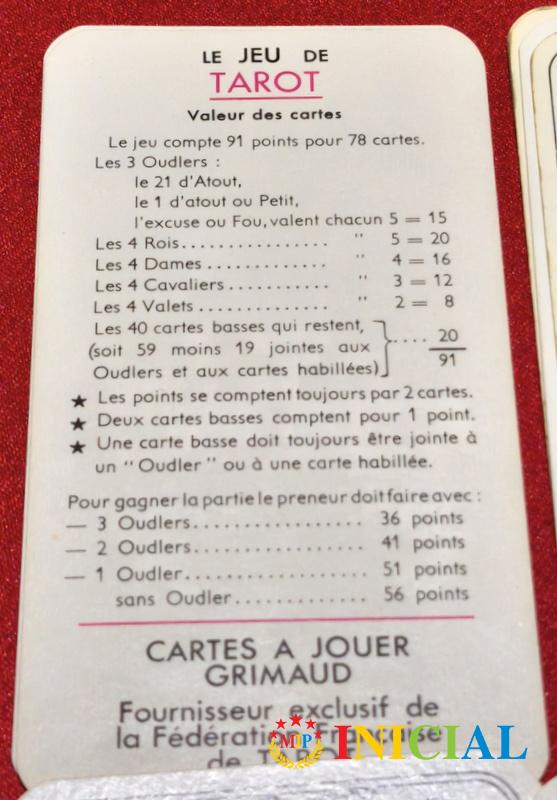 LE JEU DE
TAROT
Valeur des cartes
Le jeu compte 91 points pour 78 cartes.
Les 3 Oudlers :
le 21 d'Atout,
le 1 d'atout ou Petit,
l'excuse ou Fou, valent chacun 5 = 15
Les 4 Rois................ " 5 = 20
Les 4 Dames ............. " 4 = 16
Les 4 Cavaliers............ " 3 = 12
Les 4 Valets.............. " 2 = 8
Les 40 cartes basses qui restent,
(soit 59 moins 19 jointes aux .... 20
Oudlers et aux cartes habillées) 91
★ Les points se comptent toujours par 2 cartes.
★ Deux cartes basses comptent pour 1 point.
★ Une carte basse doit toujours être jointe à
un "Oudler" ou à une carte habillée.
Pour gagner la partie le preneur doit faire avec :
— 3 Oudlers................. 36 points
— 2 Oudlers................. 41 points
— 1 Oudler.................. 51 points
sans Oudler............. 56 points
CARTES A JOUER
GRIMAUD
Fournisseur exclusif de
la Fédération Française
de TARO
MP INICIAL